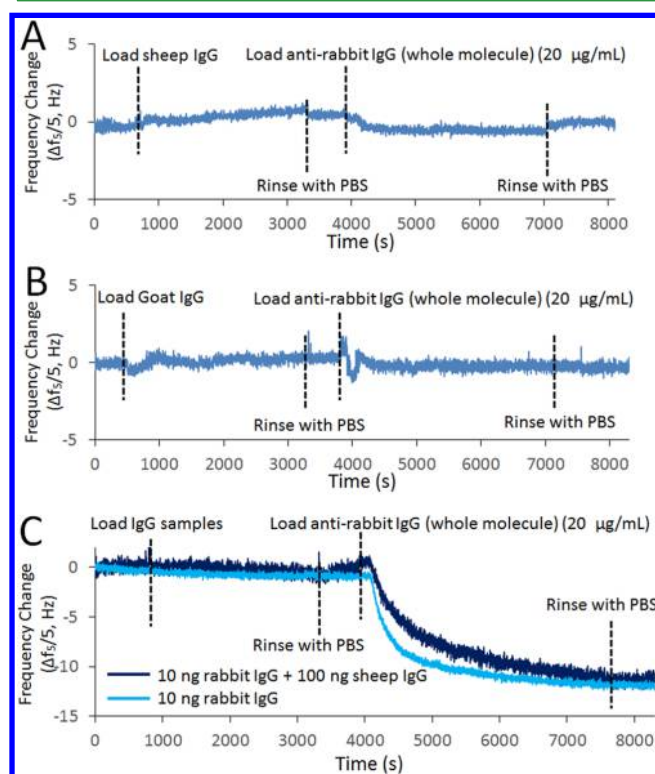 A
Load sheep IgG
Load anti-rabbit IgG (whole molecule) (20 μg/mL)
Frequency Change
(Δfs/5, Hz)
5
0
-5
Rinse with PBS
Rinse with PBS
0 1000 2000 3000 4000 5000 6000 7000 8000
Time (s)
B
Load Goat IgG
Load anti-rabbit IgG (whole molecule) (20 μg/mL)
Frequency Change
(Δfs/5, Hz)
5
0
-5
Rinse with PBS
Rinse with PBS
0 1000 2000 3000 4000 5000 6000 7000 8000
Time (s)
C
Load IgG samples
Load anti-rabbit IgG (whole molecule) (20 μg/mL)
Frequency Change
(Δfs/5, Hz)
0
-5
-10
-15
Rinse with PBS
Rinse with PBS
10 ng rabbit IgG + 100 ng sheep IgG
10 ng rabbit IgG
0 1000 2000 3000 4000 5000 6000 7000 8000
Time (s)